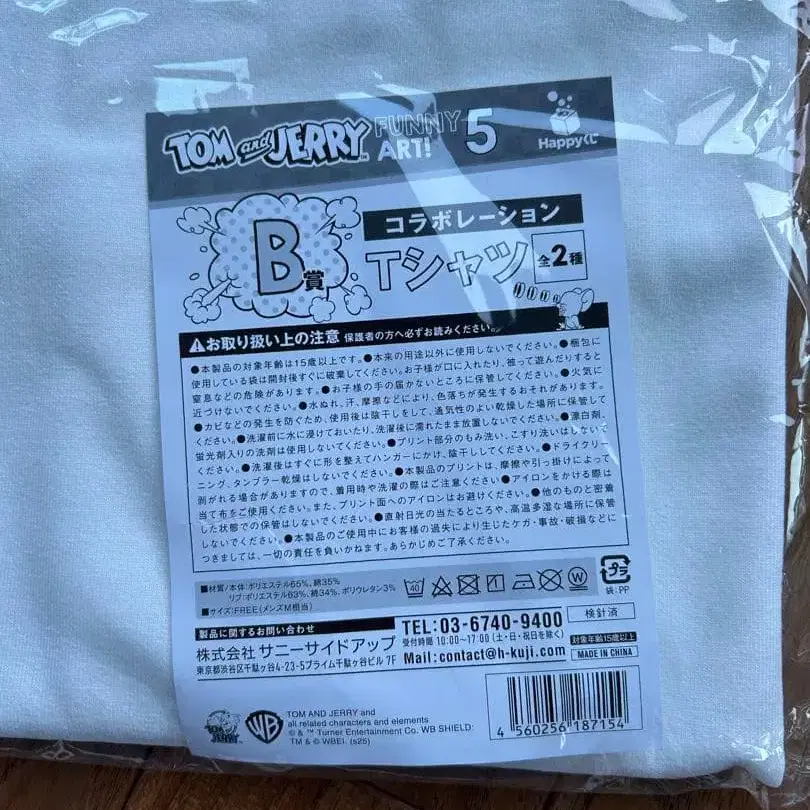 TOM and JERRY™ FUNNY ART! 5
Happyくじ
B賞
コラボレーション
Tシャツ 全2種
お取り扱い上の注意 保護者の方へ必ずお読みください。
●本製品の対象年齢は15歳以上です。●本来の用途以外に使用しないでください。●梱包に
使用している袋は開封後すぐに破棄してください。お子様が口に入れたり、被って遊んだりすると
窒息などの危険があります。●お子様の手の届かないところに保管してください。●火気に
近づけないでください。●水ぬれ、汗、摩擦などにより、色落ちが発生するおそれがあります。
●カビなどの発生を防ぐため、使用後は陰干しをして、通気性のよい乾燥した場所に保管して
ください。●洗濯前に水に浸けておいたり、洗濯後に濡れたまま放置しないでください。●漂白剤、
蛍光剤入りの洗剤は使用しないでください。●プリント部分のもみ洗い、こすり洗いはしないで
ください。●洗濯後はすぐに形を整えてハンガーにかけ、陰干ししてください。●ドライクリー
ニング、タンブラー乾燥はしないでください。●本製品のプリントは、摩擦や引っ掛けによって
剥がれる場合がありますので、着用時や洗濯の際はご注意ください。●アイロンをかける際は
当て布をご使用ください。また、プリント面へのアイロンはお避けください。●他のものと密着
した状態での保管はしないでください。●直射日光の当たるところや、高温多湿な場所に保管
しないでください。●本製品のご使用中にお客様の過失により生じたケガ・事故・破損などに
つきましては、一切の責任を負いかねます。あらかじめご了承ください。
■材質/本体:ポリエステル65%、綿35%
リブ:ポリエステル63%、綿34%、ポリウレタン3%
■サイズ:FREE(メンズM相当)
40
W
プラ
袋:PP
製品に関するお問い合わせ
株式会社 サニーサイドアップ
東京都渋谷区千駄ヶ谷4-23-5プライム千駄ヶ谷ビル 7F
TEL:03-6740-9400
受付時間 10:00~17:00 (土・日・祝日を除く)
Mail:contact@h-kuji.com
検針済
対象年齢15歳以上
MADE IN CHINA
TOM and JERRY
WB
TOM AND JERRY and
all related characters and elements
© & ™ Turner Entertainment Co. WB SHIELD:
TM & © WBEI. (s25)
4 560256 187154